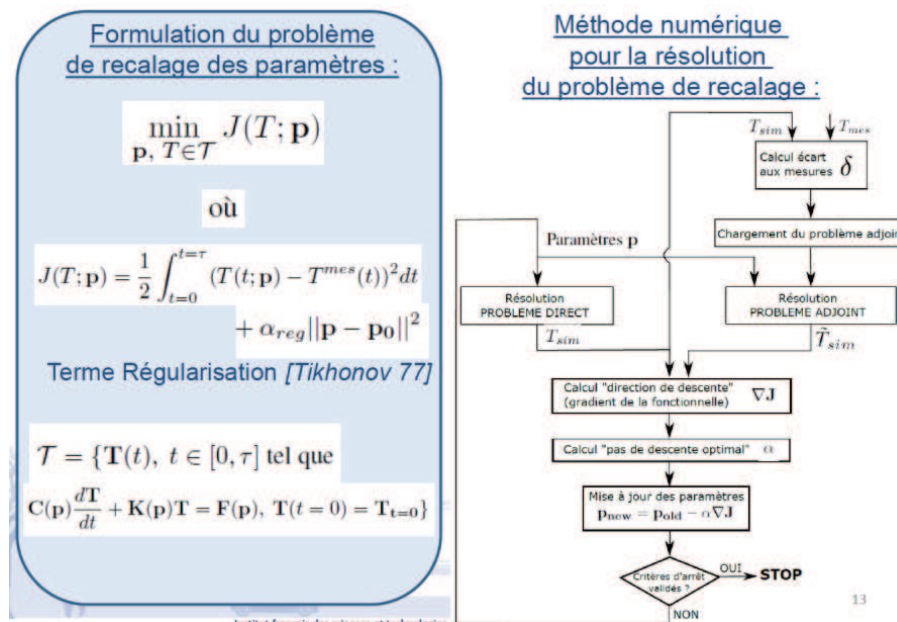 Formulation du problème
de recalage des paramètres :
min J(T; p)
p, T∈𝒯
où
J(T; p) = 1/2 ∫_{t=0}^{t=τ} (T(t; p) − T^{mes}(t))² dt
+ α_{reg}||p − p₀||²
Terme Régularisation [Tikhonov 77]
𝒯 = {T(t), t ∈ [0, τ] tel que
C(p) dT/dt + K(p)T = F(p), T(t = 0) = T_{t=0}}
Méthode numérique
pour la résolution
du problème de recalage :
T_{sim} T_{mes}
Calcul écart
aux mesures δ
Chargement du problème adjoint
Paramètres p
Résolution
PROBLEME DIRECT
Résolution
PROBLEME ADJOINT
T_{sim}
T̃_{sim}
Calcul "direction de descente"
(gradient de la fonctionnelle) ∇J
Calcul "pas de descente optimal" α
Mise à jour des paramètres
p_{new} = p_{old} − α∇J
Critères d'arrêt
validés ?
OUI
STOP
NON
13